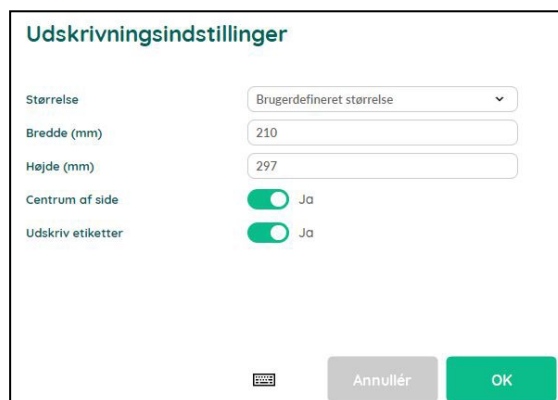 Udskrivningsindstillinger
Størrelse Brugerdefineret størrelse
Bredde (mm) 210
Højde (mm) 297
Centrum af side Ja
Udskriv etiketter Ja
Annullér OK